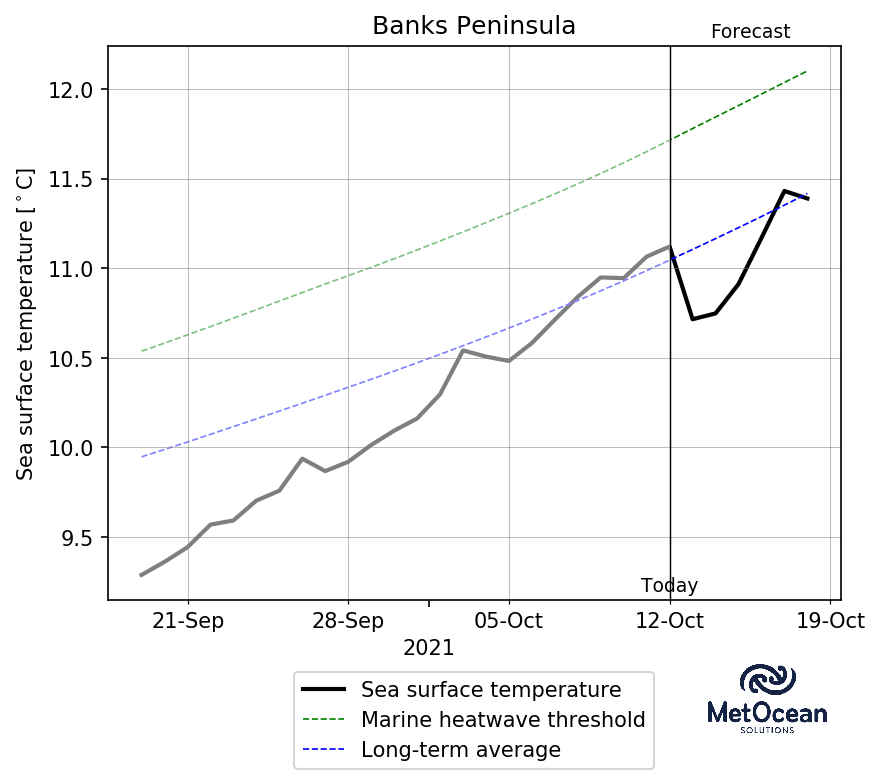 Banks Peninsula
Forecast
Sea surface temperature [°C]
12.0
11.5
11.0
10.5
10.0
9.5
Today
21-Sep 28-Sep 05-Oct 12-Oct 19-Oct
2021
Sea surface temperature
Marine heatwave threshold
Long-term average
MetOcean
SOLUTIONS